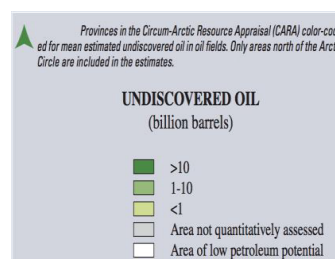 Provinces in the Circum-Arctic Resource Appraisal (CARA) color-cod
ed for mean estimated undiscovered oil in oil fields. Only areas north of the Arct
Circle are included in the estimates.
UNDISCOVERED OIL
(billion barrels)
>10
1-10
<1
Area not quantitatively assessed
Area of low petroleum potential